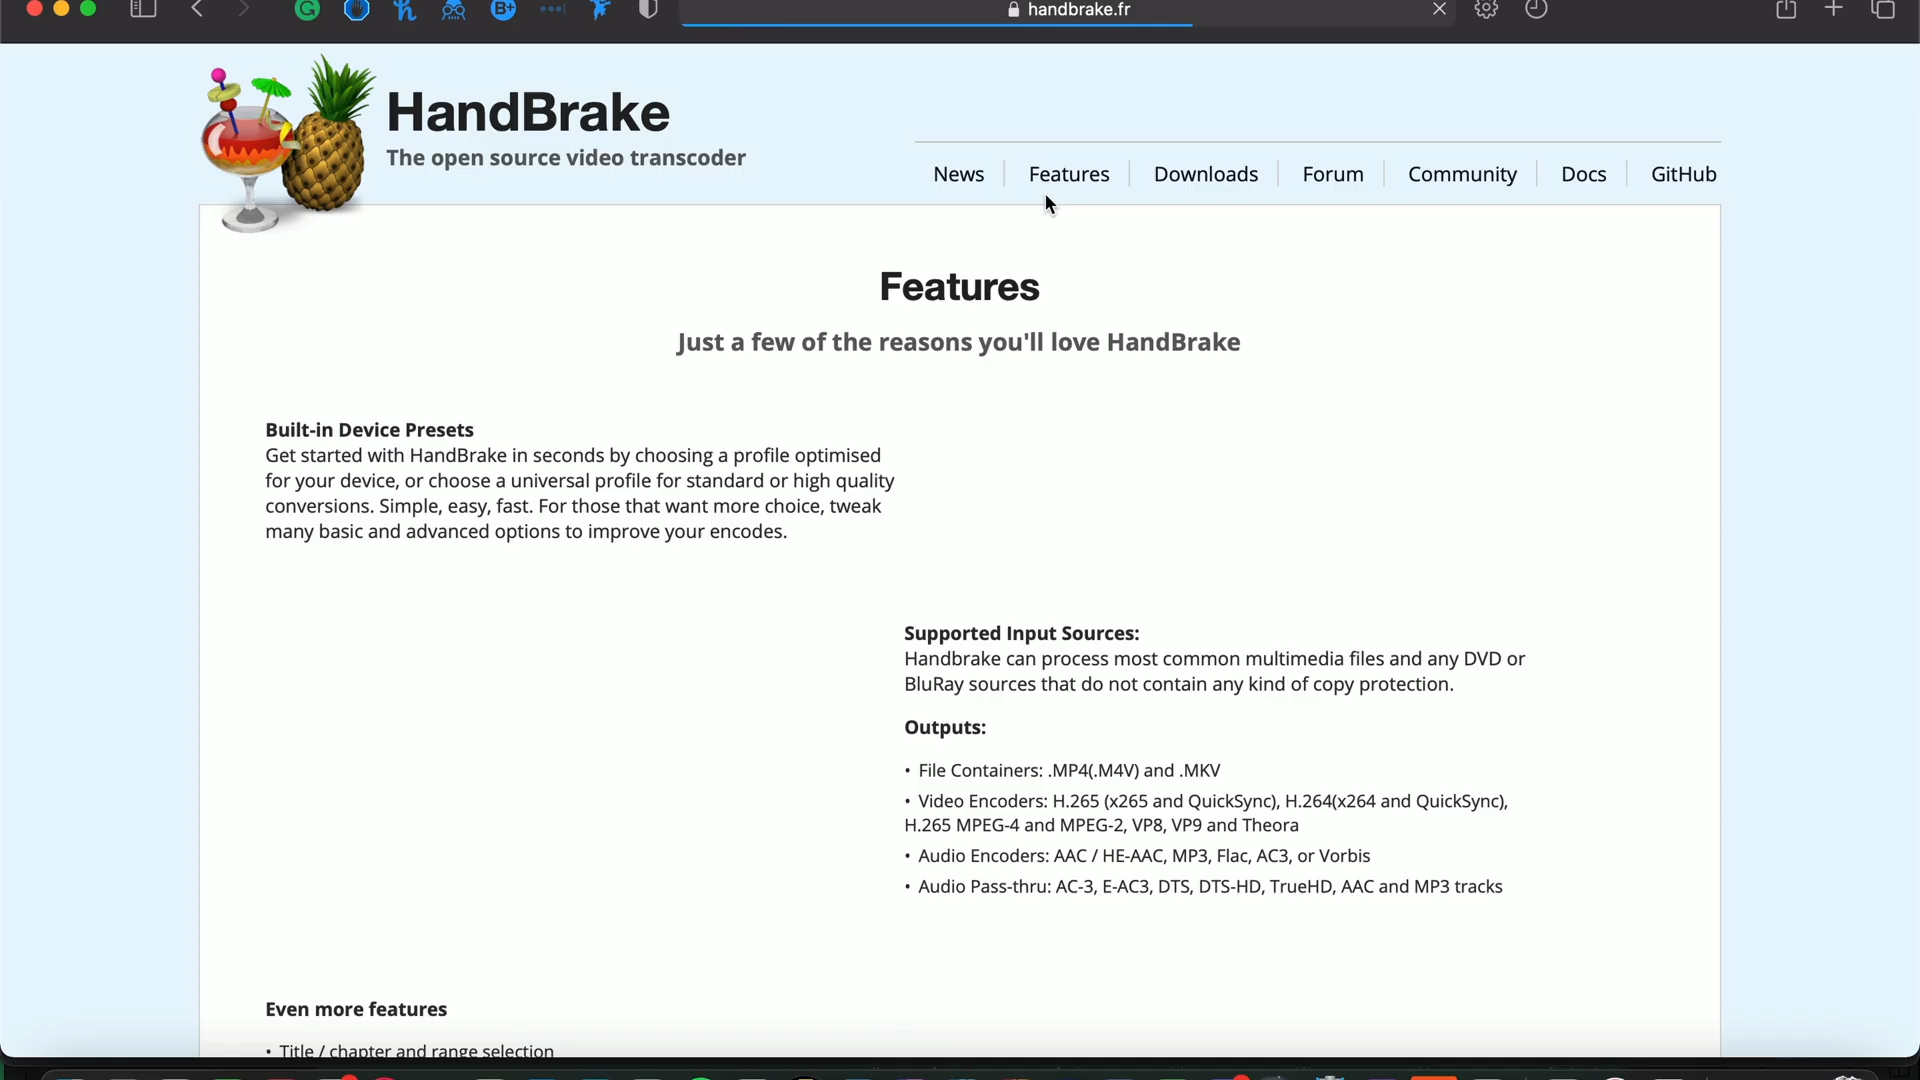 handbrake.fr
HandBrake
The open source video transcoder
News
Features
Downloads
Forum
Community
Docs
GitHub
Features
Just a few of the reasons you'll love HandBrake
Built-in Device Presets
Get started with HandBrake in seconds by choosing a profile optimised
for your device, or choose a universal profile for standard or high quality
conversions. Simple, easy, fast. For those that want more choice, tweak
many basic and advanced options to improve your encodes.
Supported Input Sources:
Handbrake can process most common multimedia files and any DVD or
BluRay sources that do not contain any kind of copy protection.
Outputs:
• File Containers: .MP4(.M4V) and .MKV
• Video Encoders: H.265 (x265 and QuickSync), H.264(x264 and QuickSync),
H.265 MPEG-4 and MPEG-2, VP8, VP9 and Theora
• Audio Encoders: AAC / HE-AAC, MP3, Flac, AC3, or Vorbis
• Audio Pass-thru: AC-3, E-AC3, DTS, DTS-HD, TrueHD, AAC and MP3 tracks
Even more features
• Title / chapter and range selection